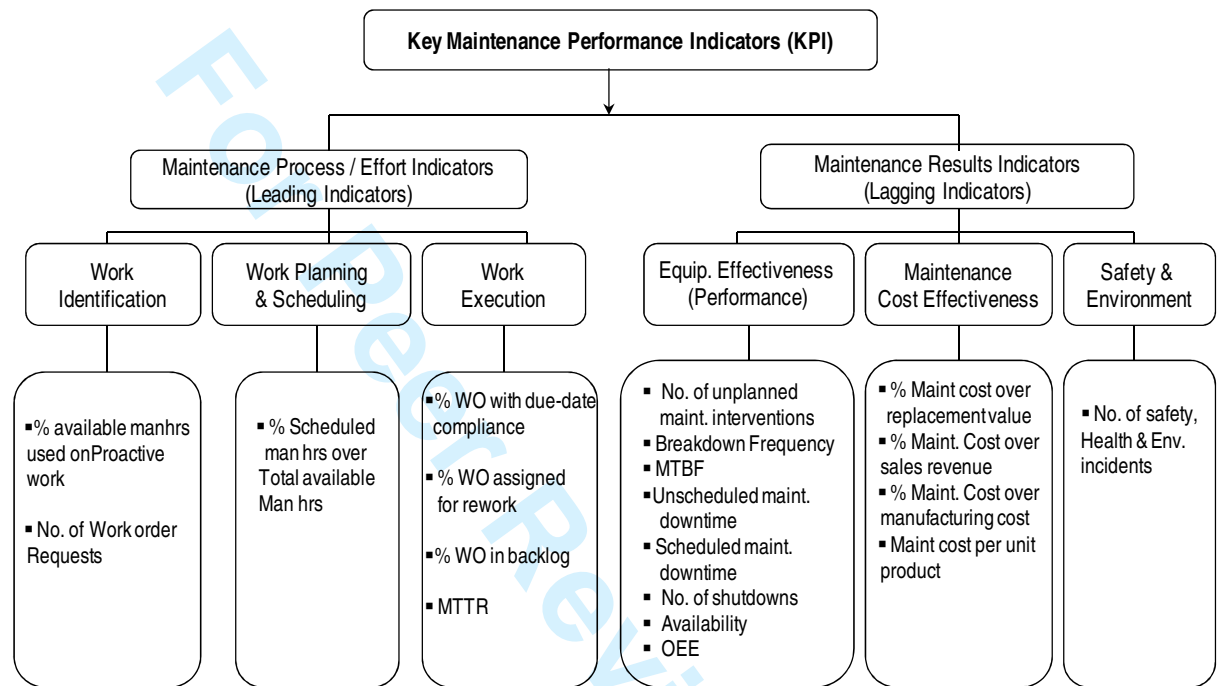 Key Maintenance Performance Indicators (KPI)
Maintenance Process / Effort Indicators
(Leading Indicators)
Maintenance Results Indicators
(Lagging Indicators)
Work
Identification
Work Planning
& Scheduling
Work
Execution
Equip. Effectiveness
(Performance)
Maintenance
Cost Effectiveness
Safety &
Environment
▪% available manhrs
used onProactive
work
▪ No. of Work order
Requests
▪ % Scheduled
man hrs over
Total available
Man hrs
▪% WO with due-date
compliance
▪ % WO assigned
for rework
▪% WO in backlog
▪ MTTR
▪ No. of unplanned
maint. interventions
▪ Breakdown Frequency
▪ MTBF
▪Unscheduled maint.
downtime
▪ Scheduled maint.
downtime
▪ No. of shutdowns
▪ Availability
▪ OEE
▪ % Maint cost over
replacement value
▪ % Maint. Cost over
sales revenue
▪ % Maint. Cost over
manufacturing cost
▪ Maint cost per unit
product
▪ No. of safety,
Health & Env.
incidents
For Peer Revi